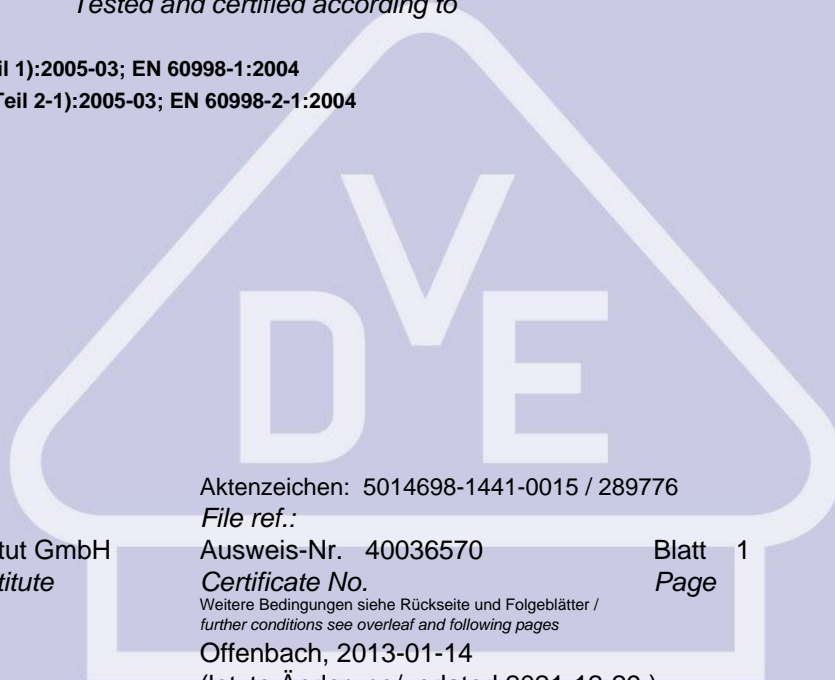 Tested and certified according to
il 1):2005-03; EN 60998-1:2004
Teil 2-1):2005-03; EN 60998-2-1:2004
V
D E
Aktenzeichen: 5014698-1441-0015 / 289776
File ref.:
tut GmbH Ausweis-Nr. 40036570 Blatt 1
titute Certificate No. Page
Weitere Bedingungen siehe Rückseite und Folgeblätter /
further conditions see overleaf and following pages
Offenbach, 2013-01-14